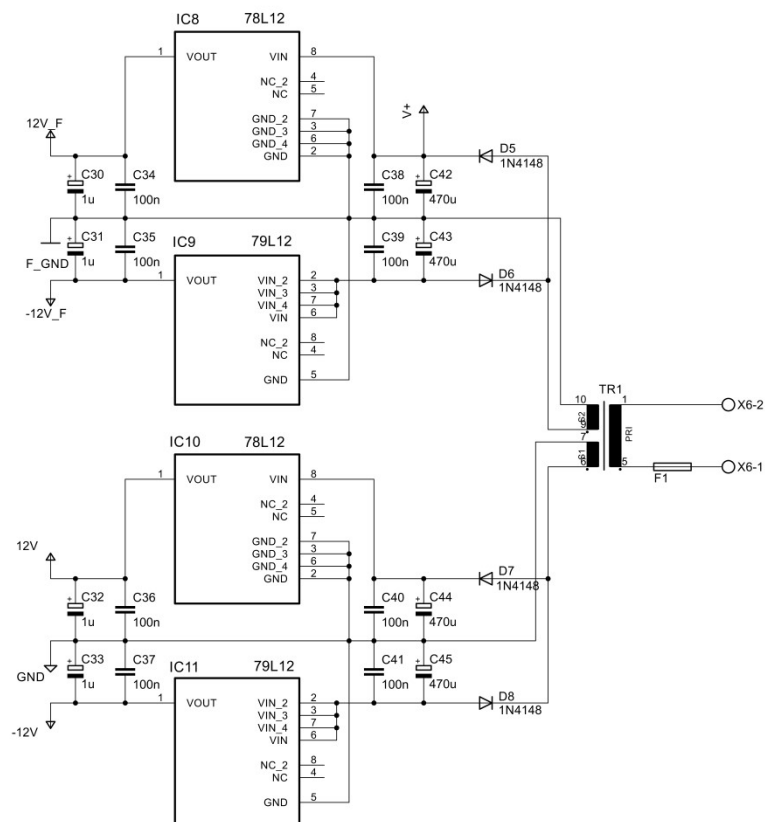 IC8 78L12
1 VOUT VIN 8
NC_2 4
NC 5
GND_2 7
GND_3 3
GND_4 6
GND 2
V+
12V_F
D5
1N4148
C30
+
1u
C34
100n
C38
100n
C42
+
470u
C31
+
1u
C35
100n
C39
100n
C43
+
470u
F_GND
IC9 79L12
-12V_F
1 VOUT VIN_2 2
VIN_3 3
VIN_4 7
VIN 6
NC_2 8
NC 4
GND 5
D6
1N4148
TR1
10 1
S2
PRI
7
S1
5
X6-2
X6-1
F1
IC10 78L12
1 VOUT VIN 8
NC_2 4
NC 5
GND_2 7
GND_3 3
GND_4 6
GND 2
12V
D7
1N4148
C32
+
1u
C36
100n
C40
100n
C44
+
470u
C33
+
1u
C37
100n
C41
100n
C45
+
470u
GND
IC11 79L12
-12V
1 VOUT VIN_2 2
VIN_3 3
VIN_4 7
VIN 6
NC_2 8
NC 4
GND 5
D8
1N4148